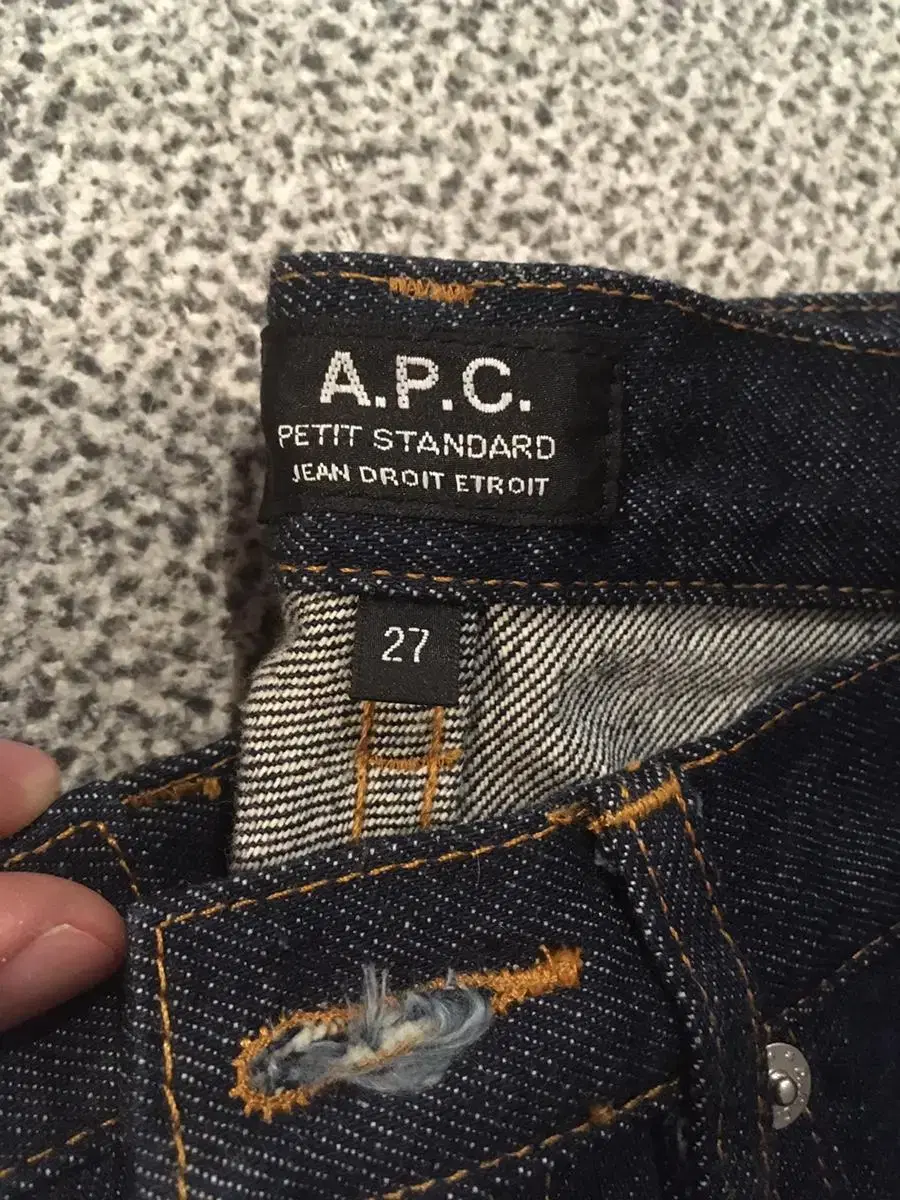 A.P.C.
PETIT STANDARD
JEAN DROIT ETROIT
27